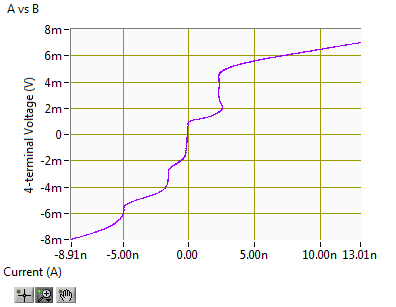 A vs B
8m
6m
4m
2m
0
-2m
-4m
-6m
-8m
4-terminal Voltage (V)
-8.91n -5.00n 0.00 5.00n 10.00n 13.01n
Current (A)